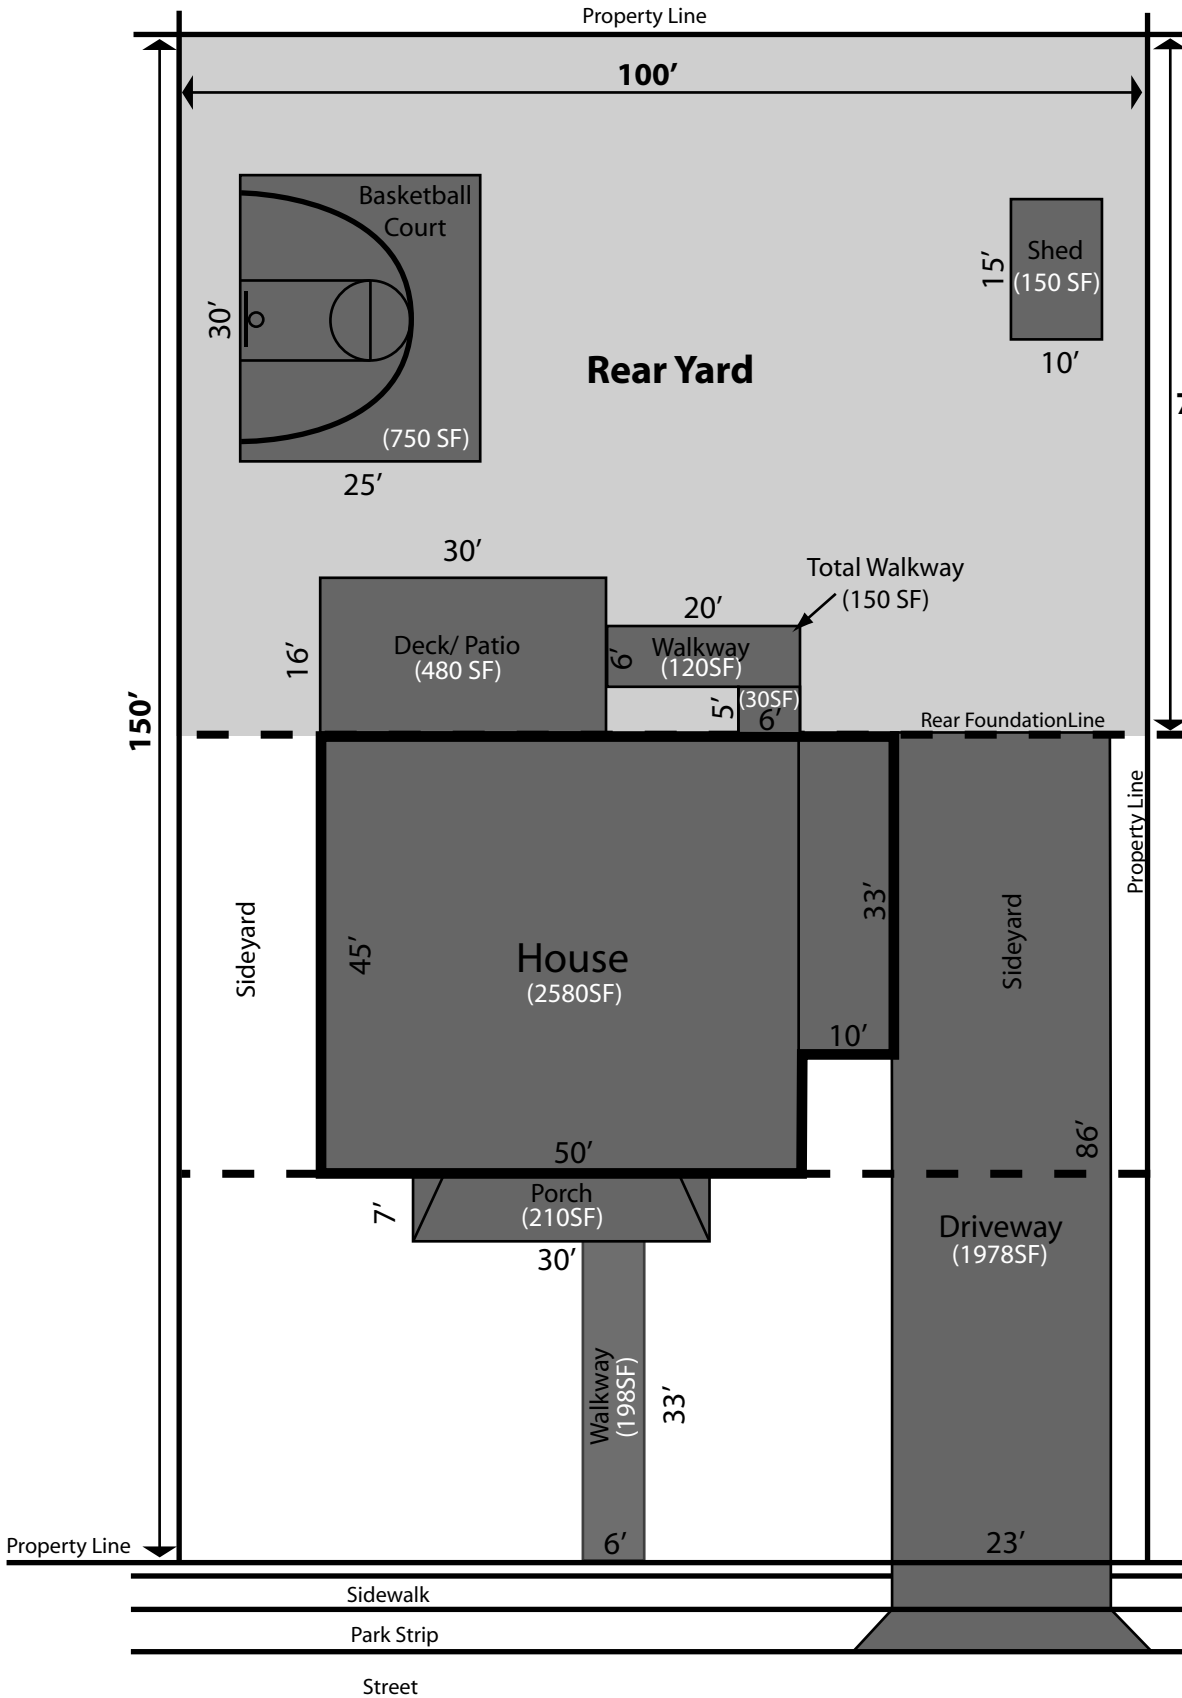 Property Line
100’
Basketball
Court
30’
(750 SF)
25’
Shed
(150 SF)
15’
10’
Rear Yard
7
30’
Total Walkway
(150 SF)
20’
16’
Deck/ Patio
(480 SF)
6’
Walkway
(120SF)
5’
(30SF)
6’
150’
Rear FoundationLine
Property Line
Sideyard
45’
House
(2580SF)
33’
Sideyard
10’
50’
86’
7’
Porch
(210SF)
30’
Driveway
(1978SF)
Walkway
(198SF)
33’
6’
23’
Property Line
Sidewalk
Park Strip
Street